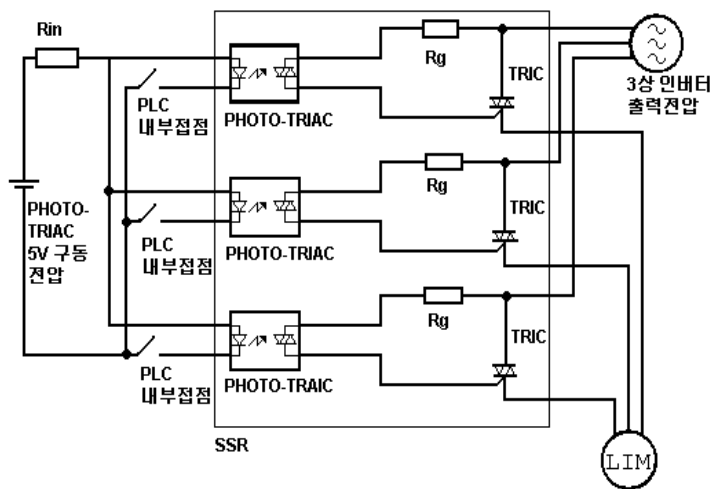 Rin
Rg
TRIC
3상 인버터
출력전압
PLC
내부접점
PHOTO-TRIAC
Rg
TRIC
PHOTO-
TRIAC
5V 구동
전압
PLC
내부접점
PHOTO-TRIAC
Rg
TRIC
PLC
내부접점
PHOTO-TRAIC
SSR
LIM